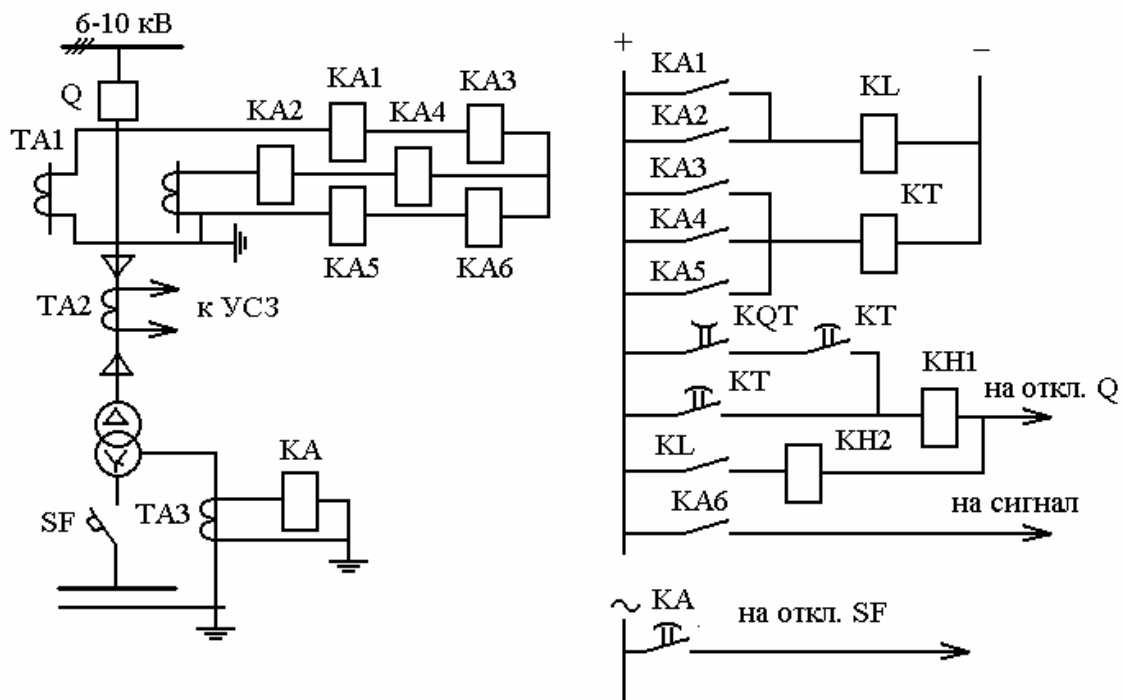 6-10 кВ
Q
TA1
KA2
KA1
KA4
KA3
KA5
KA6
TA2
к УСЗ
SF
TA3
KA
+
−
KA1
KL
KA2
KA3
KT
KA4
KA5
KQT
KT
KH1
на откл. Q
KT
KH2
KL
KA6
на сигнал
~
KA
на откл. SF